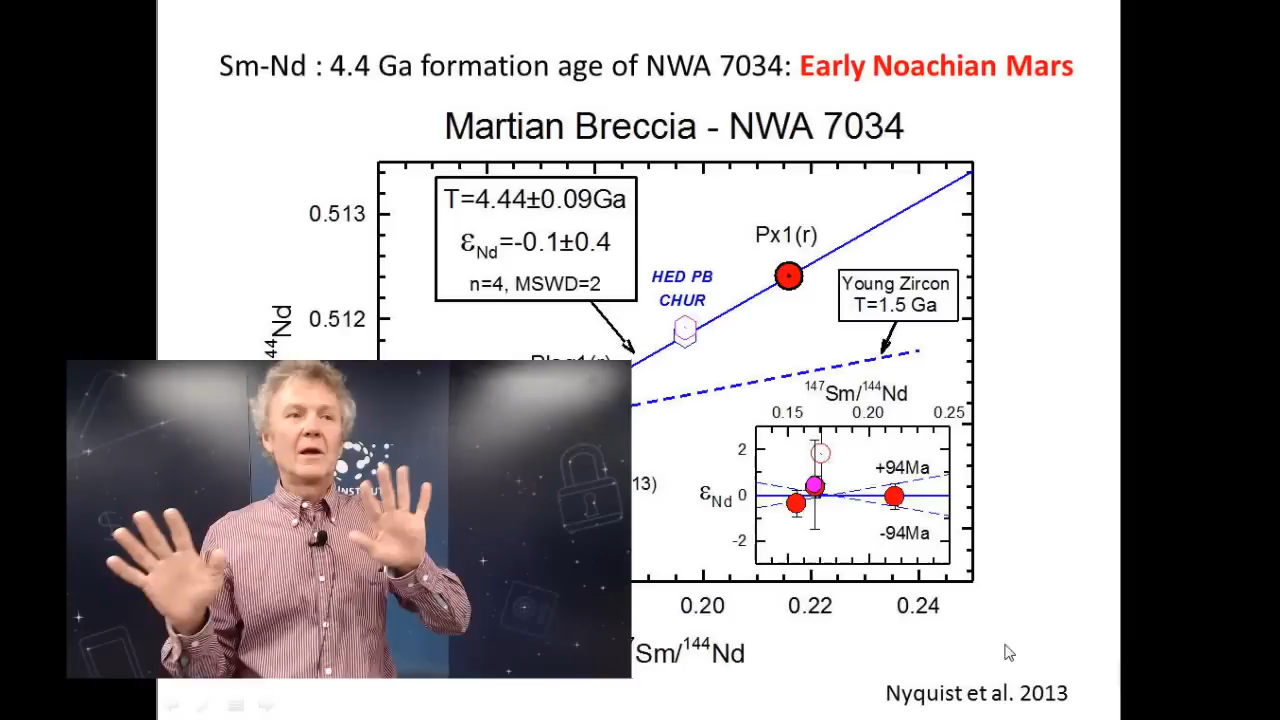 Sm-Nd : 4.4 Ga formation age of NWA 7034: Early Noachian Mars
Martian Breccia - NWA 7034
T=4.44±0.09Ga
εNd=-0.1±0.4
n=4, MSWD=2
0.513
0.512
Px1(r)
HED PB
CHUR
Young Zircon
T=1.5 Ga
44Nd
147Sm/144Nd
0.15 0.20 0.25
2
0
-2
εNd
+94Ma
-94Ma
13)
INSTITUT
0.20 0.22 0.24
Sm/144Nd
Nyquist et al. 2013